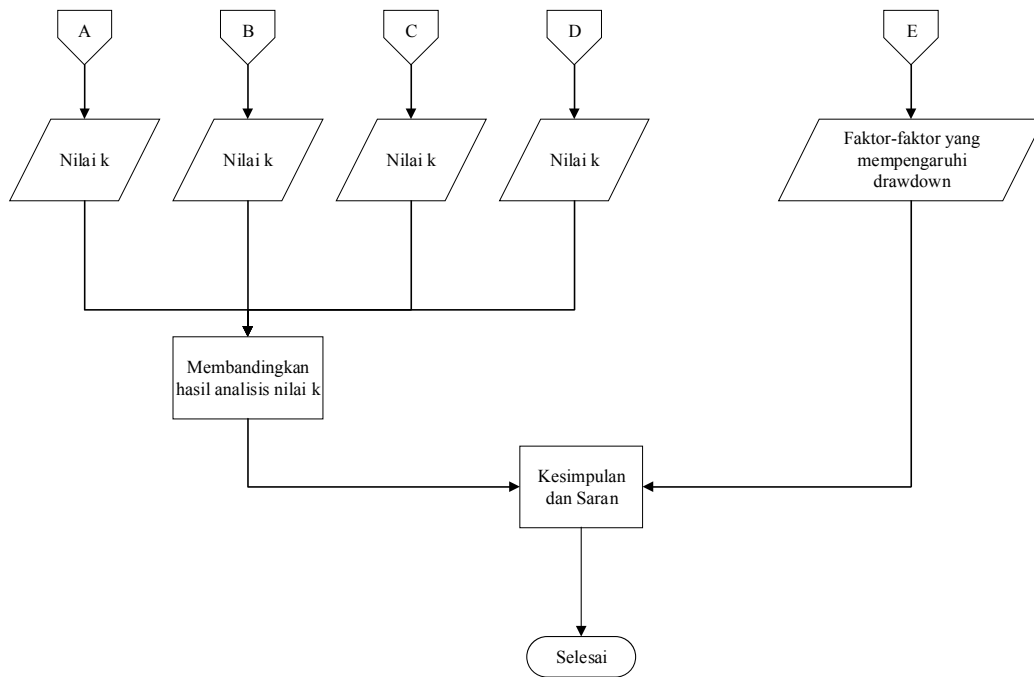 A
B
C
D
E
Nilai k
Nilai k
Nilai k
Nilai k
Faktor-faktor yang
mempengaruhi
drawdown
Membandingkan
hasil analisis nilai k
Kesimpulan
dan Saran
Selesai